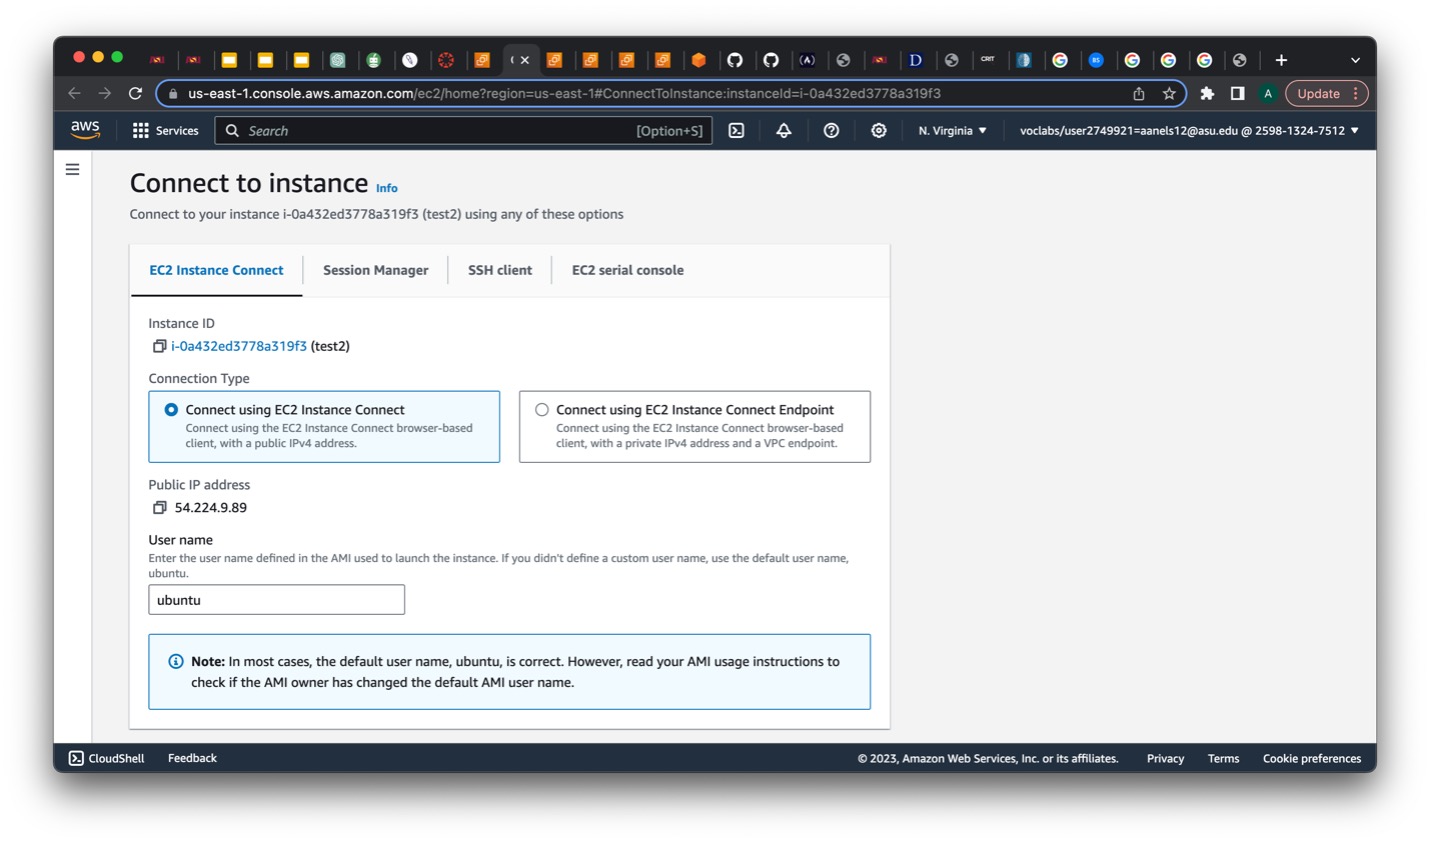 CRIT
D
BS
us-east-1.console.aws.amazon.com/ec2/home?region=us-east-1#ConnectToInstance:instanceId=i-0a432ed3778a319f3
A
Update
aws
Services
Search
[Option+S]
N. Virginia
voclabs/user2749921=aanels12@asu.edu @ 2598-1324-7512
Connect to instance Info
Connect to your instance i-0a432ed3778a319f3 (test2) using any of these options
EC2 Instance Connect
Session Manager
SSH client
EC2 serial console
Instance ID
i-0a432ed3778a319f3 (test2)
Connection Type
Connect using EC2 Instance Connect
Connect using the EC2 Instance Connect browser-based
client, with a public IPv4 address.
Connect using EC2 Instance Connect Endpoint
Connect using the EC2 Instance Connect browser-based
client, with a private IPv4 address and a VPC endpoint.
Public IP address
54.224.9.89
User name
Enter the user name defined in the AMI used to launch the instance. If you didn't define a custom user name, use the default user name,
ubuntu.
ubuntu
Note: In most cases, the default user name, ubuntu, is correct. However, read your AMI usage instructions to
check if the AMI owner has changed the default AMI user name.
CloudShell
Feedback
© 2023, Amazon Web Services, Inc. or its affiliates.
Privacy
Terms
Cookie preferences